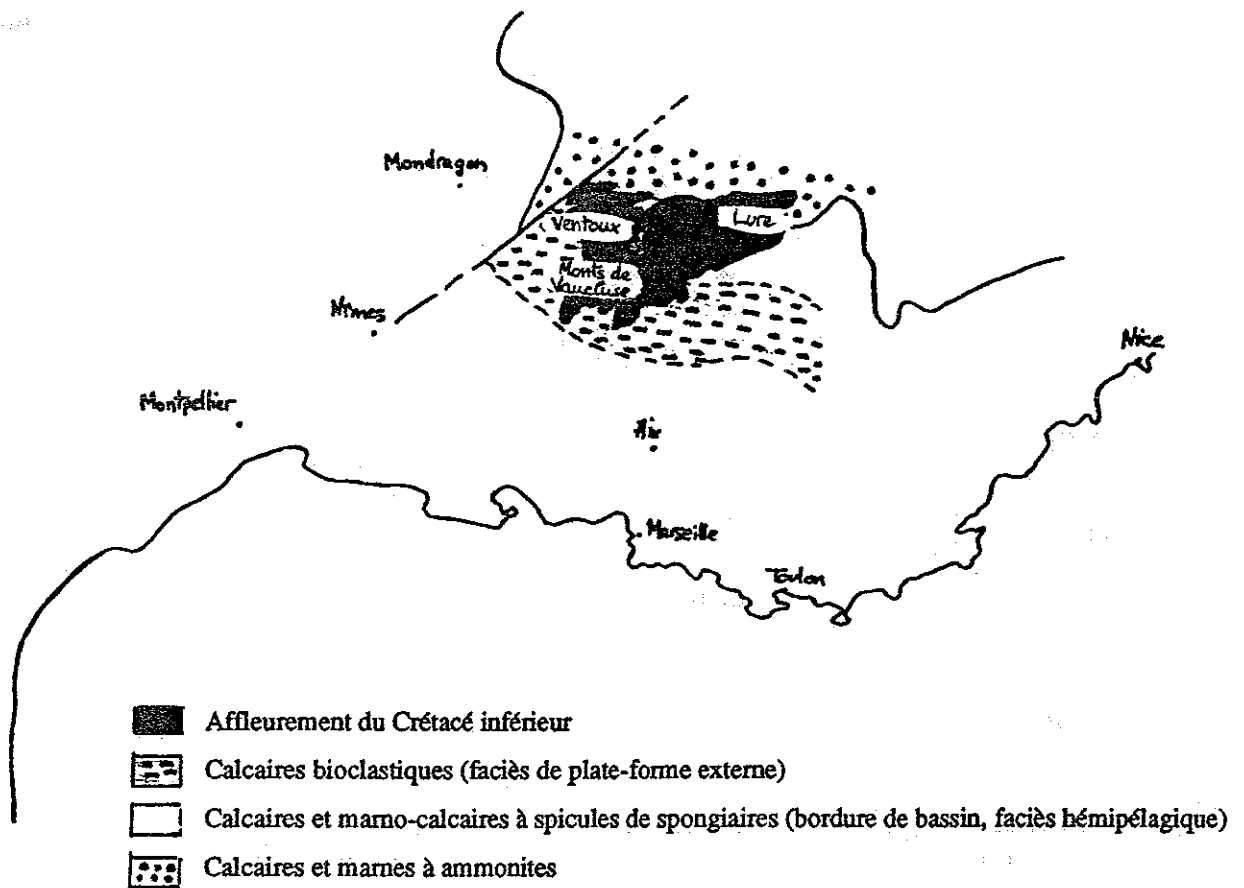 Mondragon
Ventoux
Lure
Monts de
Vaucluse
Nîmes
Nice
Montpellier
Aix
Marseille
Toulon
Affleurement du Crétacé inférieur
Calcaires bioclastiques (faciès de plate-forme externe)
Calcaires et marno-calcaires à spicules de spongiaires (bordure de bassin, faciès hémipélagique)
Calcaires et marnes à ammonites